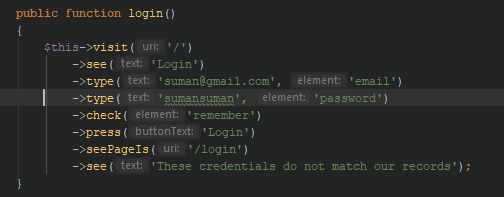 public function login()
{
$this->visit( uri: '/')
->see( text: 'Login')
->type( text: 'suman@gmail.com', element: 'email')
->type( text: 'sumansuman', element: 'password')
->check( element: 'remember')
->press( buttonText: 'Login')
->seePageIs( uri: '/login')
->see( text: 'These credentials do not match our records');
}